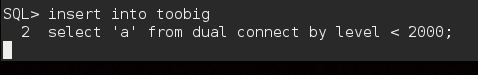 SQL> insert into toobig
2 select 'a' from dual connect by level < 2000;